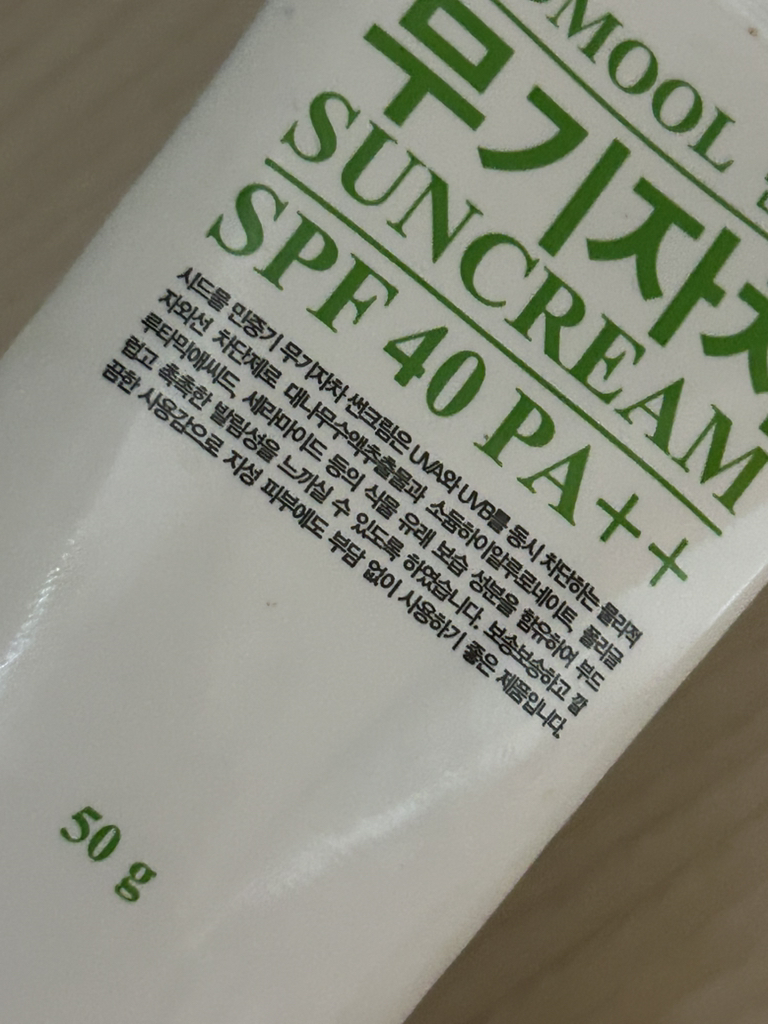 OMOOL
무기자차
SUNCREAM
SPF 40 PA++
시드물 민중기 무기자차 썬크림은 UVA와 UVB를 동시 차단하는 물리적
자외선 차단제로 대나무수액추출물과 소듐하이알루로네이트, 폴리글
루타믹애씨드, 세라마이드 등의 식물 유래 보습 성분을 함유하여 부드
럽고 촉촉한 발림성을 느끼실 수 있도록 하였습니다. 보송보송하고 깔
끔한 사용감으로 지성 피부에도 부담 없이 사용하기 좋은 제품입니다.
50 g